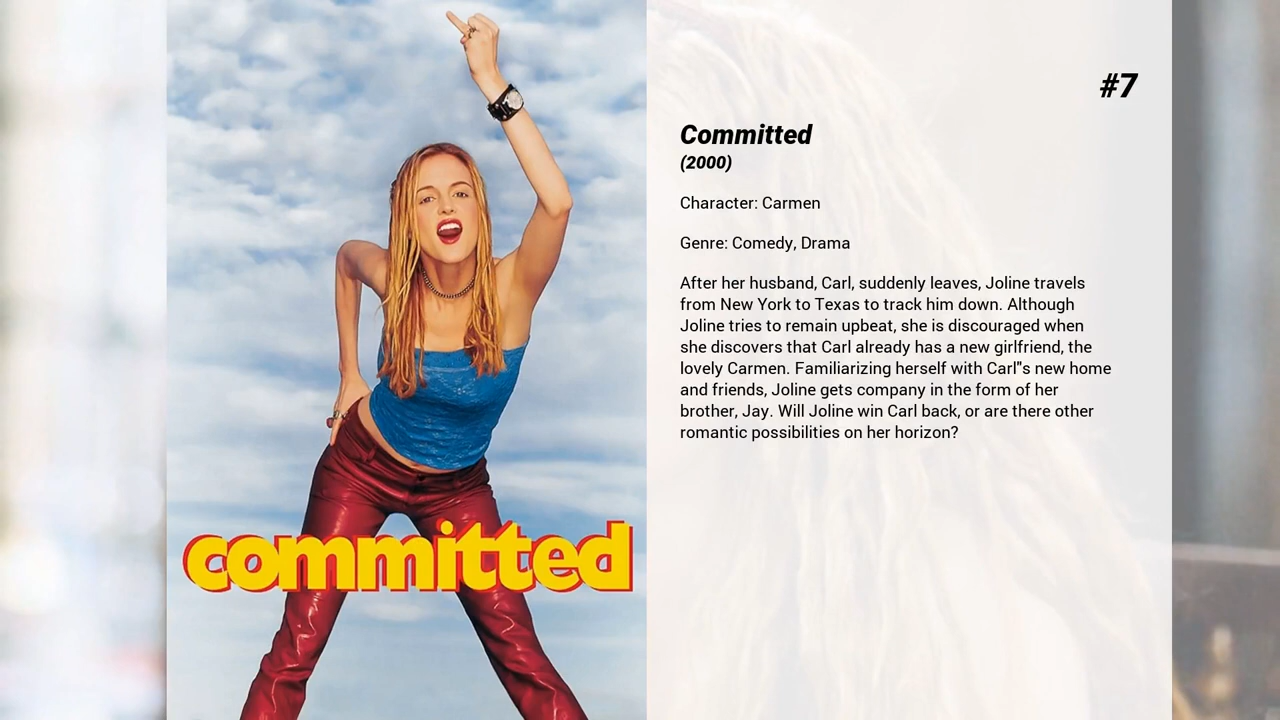 committed
#7
Committed
(2000)
Character: Carmen
Genre: Comedy, Drama
After her husband, Carl, suddenly leaves, Joline travels
from New York to Texas to track him down. Although
Joline tries to remain upbeat, she is discouraged when
she discovers that Carl already has a new girlfriend, the
lovely Carmen. Familiarizing herself with Carl"s new home
and friends, Joline gets company in the form of her
brother, Jay. Will Joline win Carl back, or are there other
romantic possibilities on her horizon?